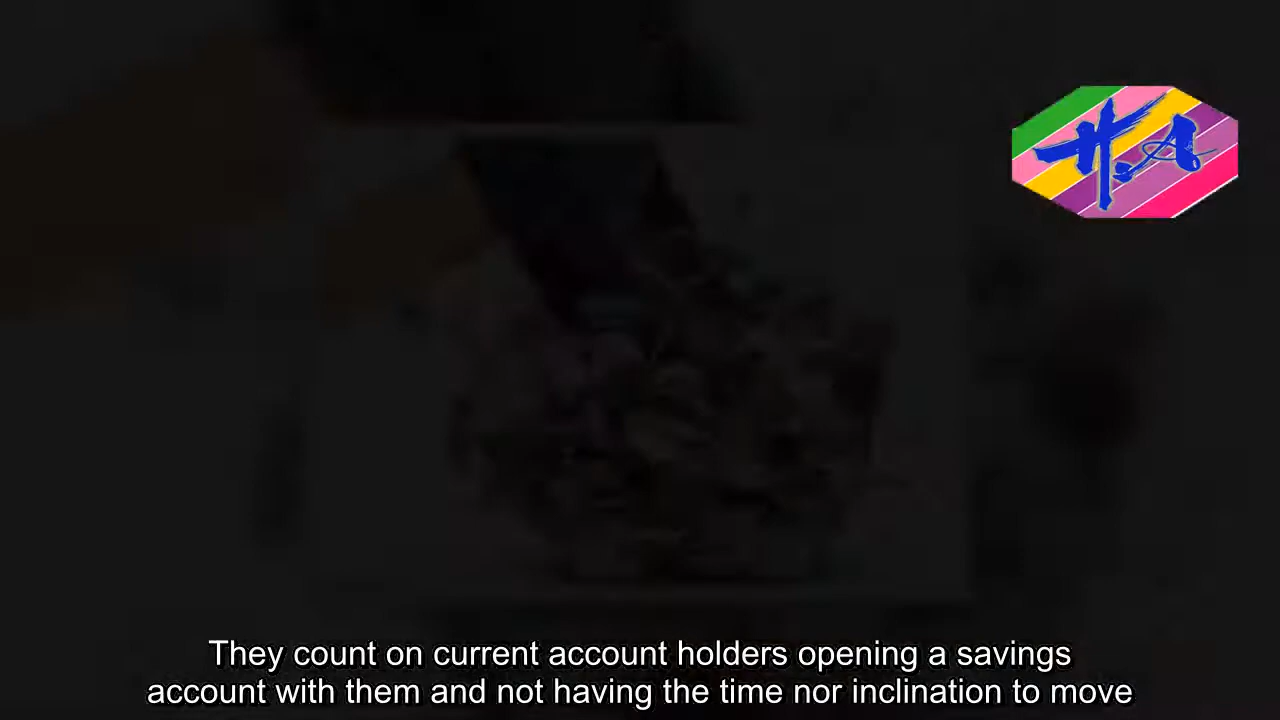 H.A
They count on current account holders opening a savings
account with them and not having the time nor inclination to move